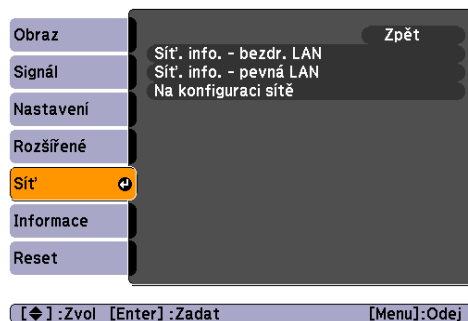 Obraz
Signál
Nastavení
Rozšířené
Síť
Informace
Reset
Zpět
Síť. info. - bezdr. LAN
Síť. info. - pevná LAN
Na konfiguraci sítě
[◆] :Zvol [Enter] :Zadat [Menu]:Odej